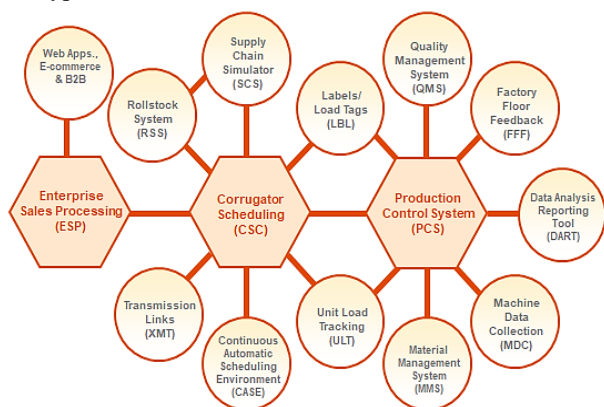 Web Apps.,
E-commerce
& B2B
Supply
Chain
Simulator
(SCS)
Quality
Management
System
(QMS)
Rollstock
System
(RSS)
Labels/
Load Tags
(LBL)
Factory
Floor
Feedback
(FFF)
Enterprise
Sales Processing
(ESP)
Corrugator
Scheduling
(CSC)
Production
Control System
(PCS)
Data Analysis
Reporting
Tool
(DART)
Transmission
Links
(XMT)
Continuous
Automatic
Scheduling
Environment
(CASE)
Unit Load
Tracking
(ULT)
Material
Management
System
(MMS)
Machine
Data
Collection
(MDC)